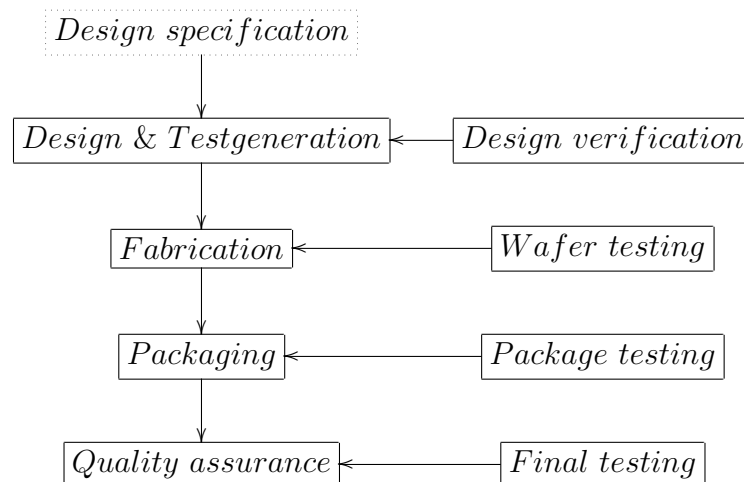 Design specification
Design & Testgeneration
Design verification
Fabrication
Wafer testing
Packaging
Package testing
Quality assurance
Final testing